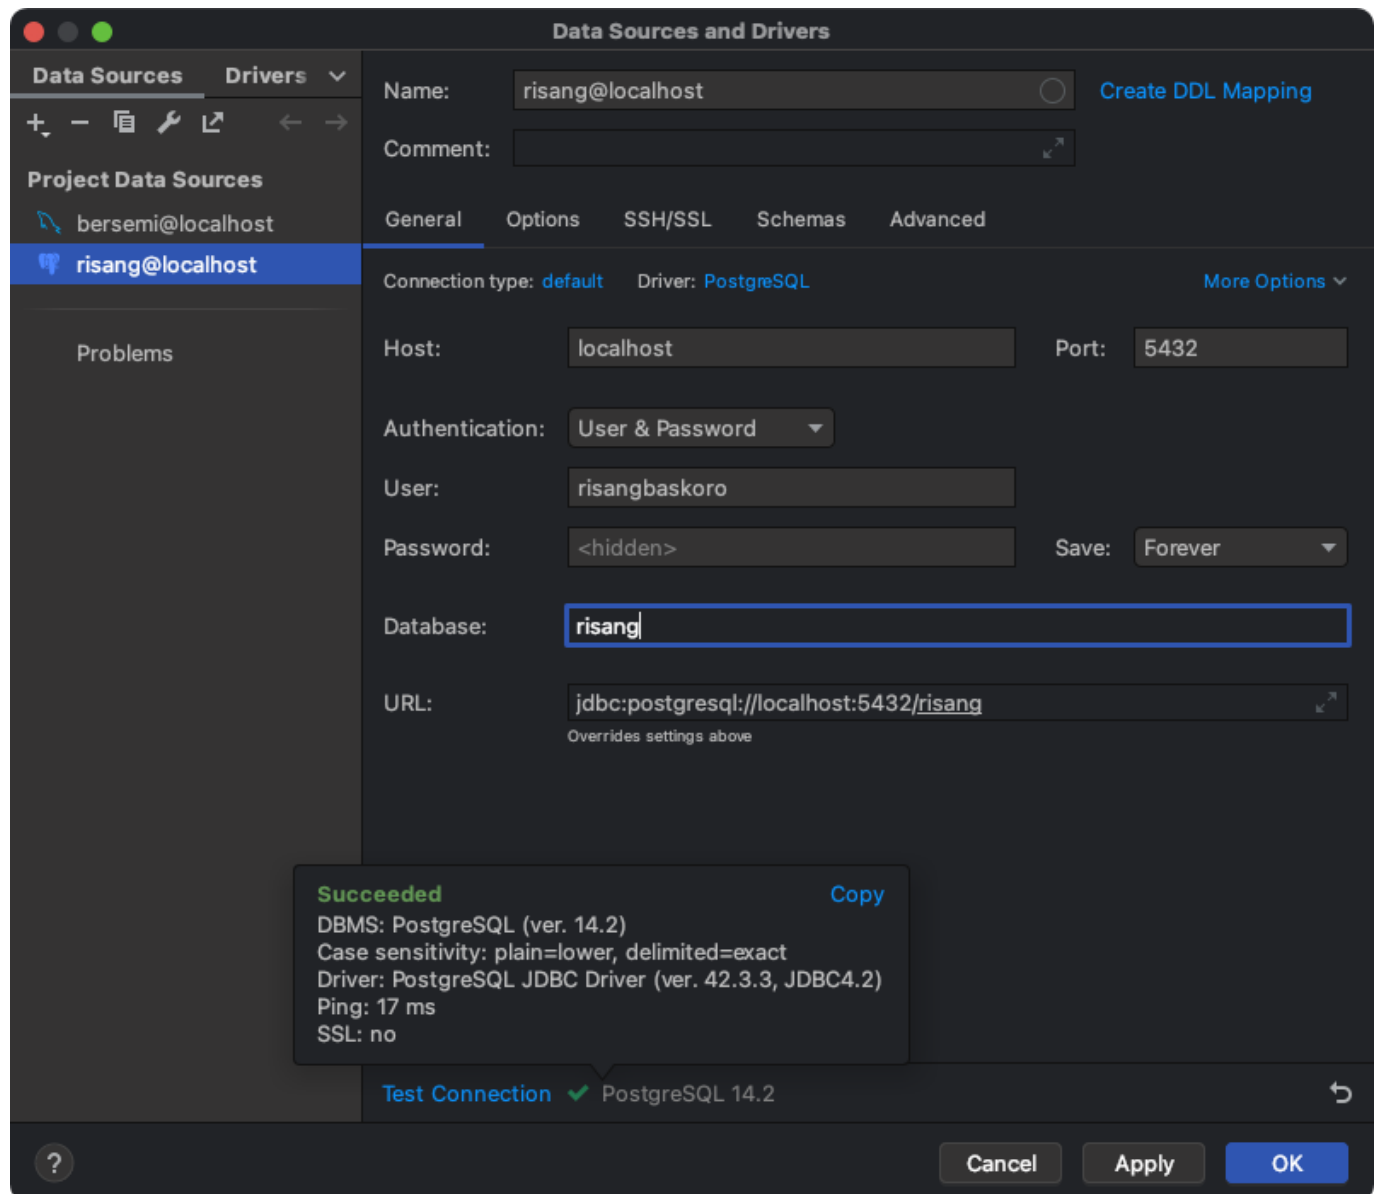 Data Sources and Drivers
Data Sources Drivers
Name: risang@localhost Create DDL Mapping
Comment:
Project Data Sources
bersemi@localhost
risang@localhost
Problems
General Options SSH/SSL Schemas Advanced
Connection type: default Driver: PostgreSQL More Options
Host: localhost Port: 5432
Authentication: User & Password
User: risangbaskoro
Password: <hidden> Save: Forever
Database: risang
URL: jdbc:postgresql://localhost:5432/risang
Overrides settings above
Succeeded Copy
DBMS: PostgreSQL (ver. 14.2)
Case sensitivity: plain=lower, delimited=exact
Driver: PostgreSQL JDBC Driver (ver. 42.3.3, JDBC4.2)
Ping: 17 ms
SSL: no
Test Connection PostgreSQL 14.2
? Cancel Apply OK